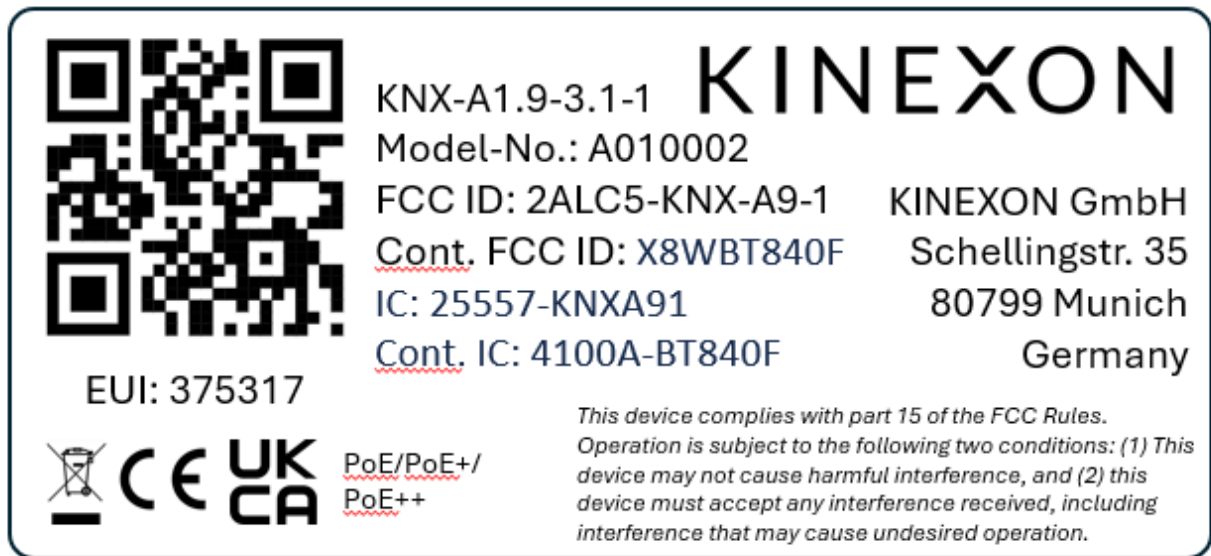 KINEXON
KNX-A1.9-3.1-1
Model-No.: A010002
FCC ID: 2ALC5-KNX-A9-1
Cont. FCC ID: X8WBT840F
IC: 25557-KNXA91
Cont. IC: 4100A-BT840F
KINEXON GmbH
Schellingstr. 35
80799 Munich
Germany
EUI: 375317
CE
UK
CA
PoE/PoE+/
PoE++
This device complies with part 15 of the FCC Rules.
Operation is subject to the following two conditions: (1) This
device may not cause harmful interference, and (2) this
device must accept any interference received, including
interference that may cause undesired operation.